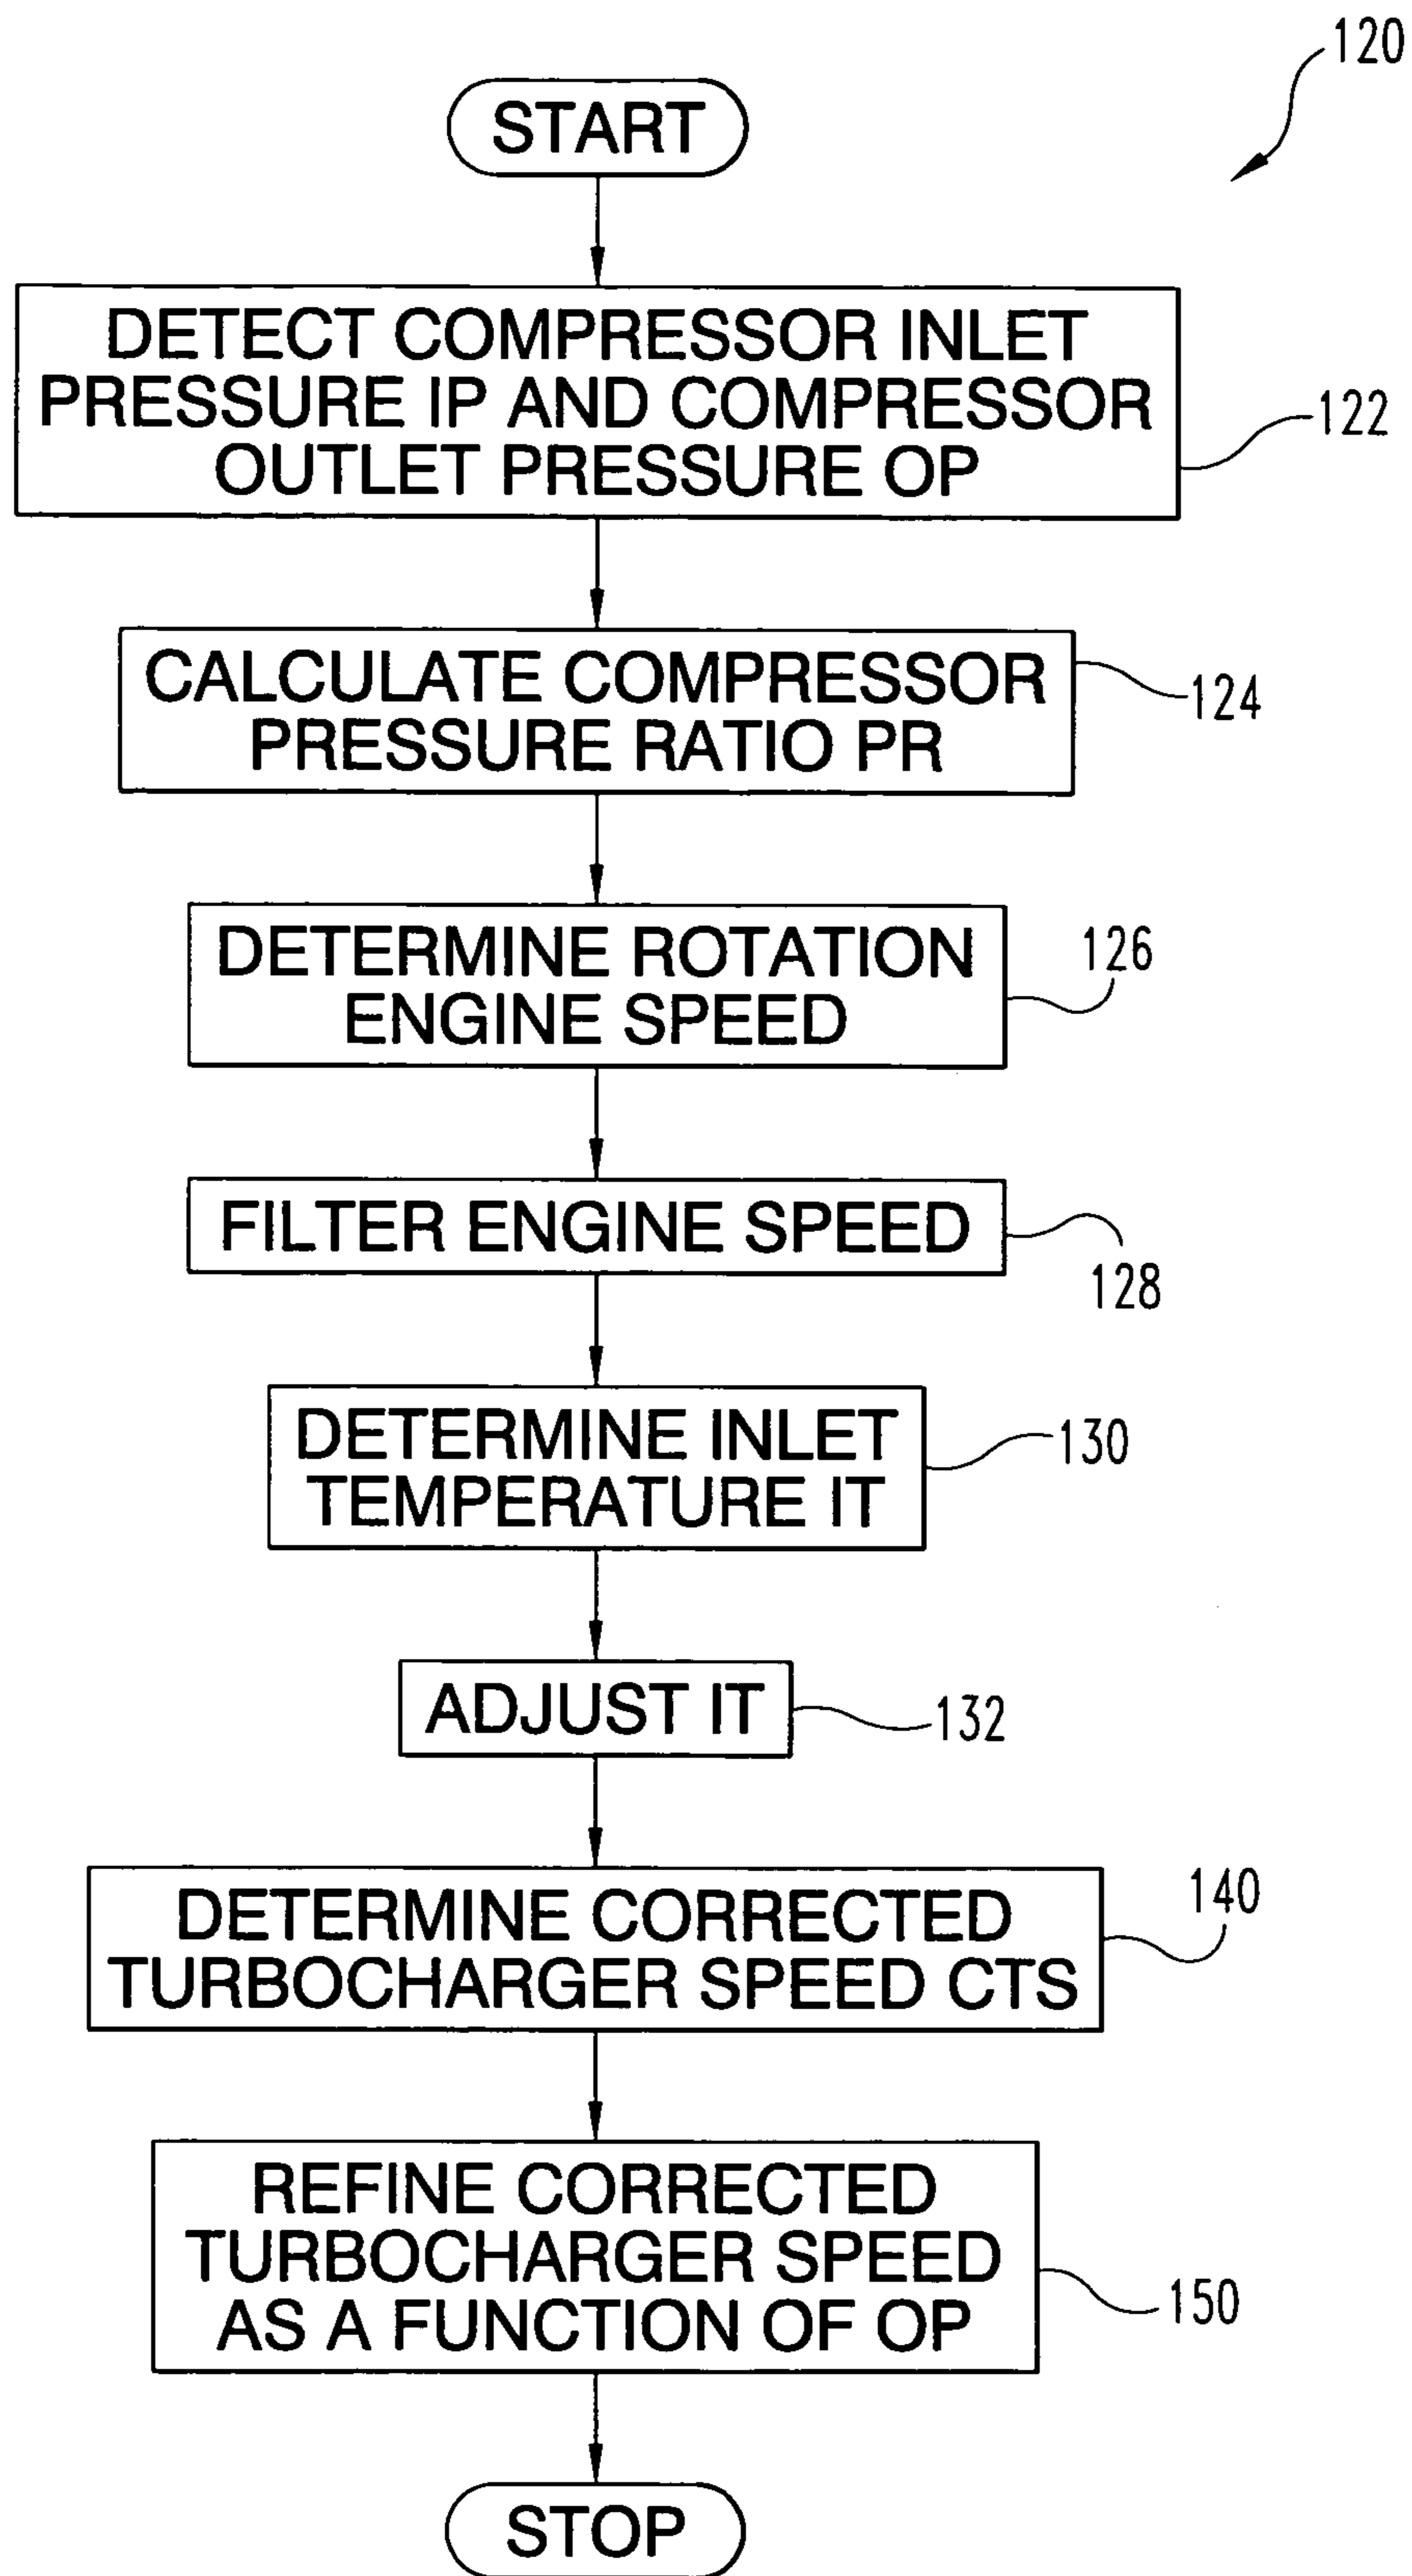 120
START
DETECT COMPRESSOR INLET
PRESSURE IP AND COMPRESSOR
OUTLET PRESSURE OP
122
CALCULATE COMPRESSOR
PRESSURE RATIO PR
124
DETERMINE ROTATION
ENGINE SPEED
126
FILTER ENGINE SPEED
128
DETERMINE INLET
TEMPERATURE IT
130
ADJUST IT
132
DETERMINE CORRECTED
TURBOCHARGER SPEED CTS
140
REFINE CORRECTED
TURBOCHARGER SPEED
AS A FUNCTION OF OP
150
STOP